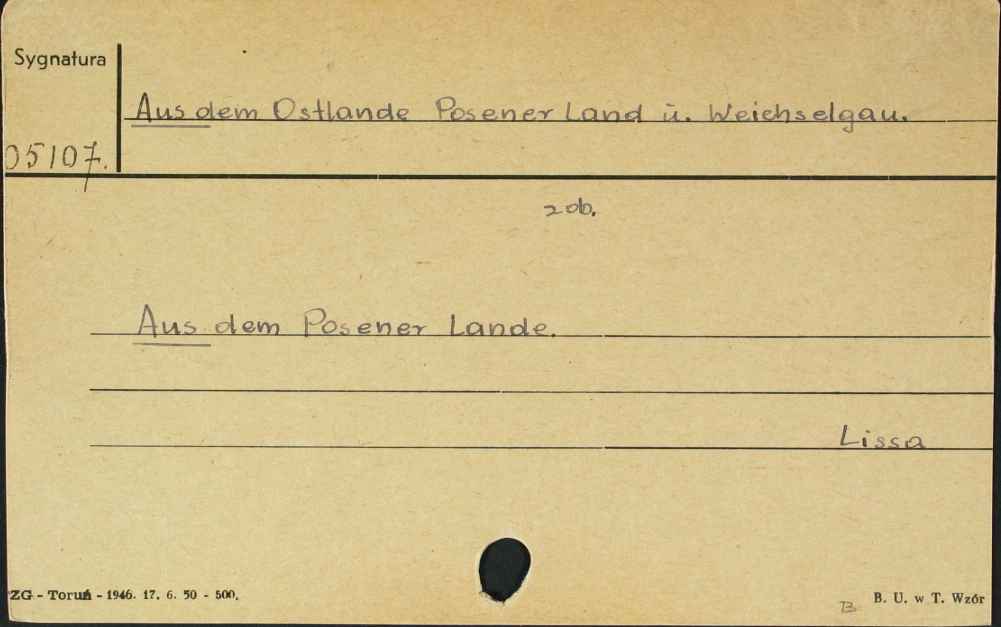 Sygnatura
Aus dem Ostlande Posener Land u. Weichselgau.
05107.
zob.
Aus dem Posener Lande.
Lissa
ZG - Toruń - 1946. 17. 6. 50 - 500.
B. U. w T. Wzór